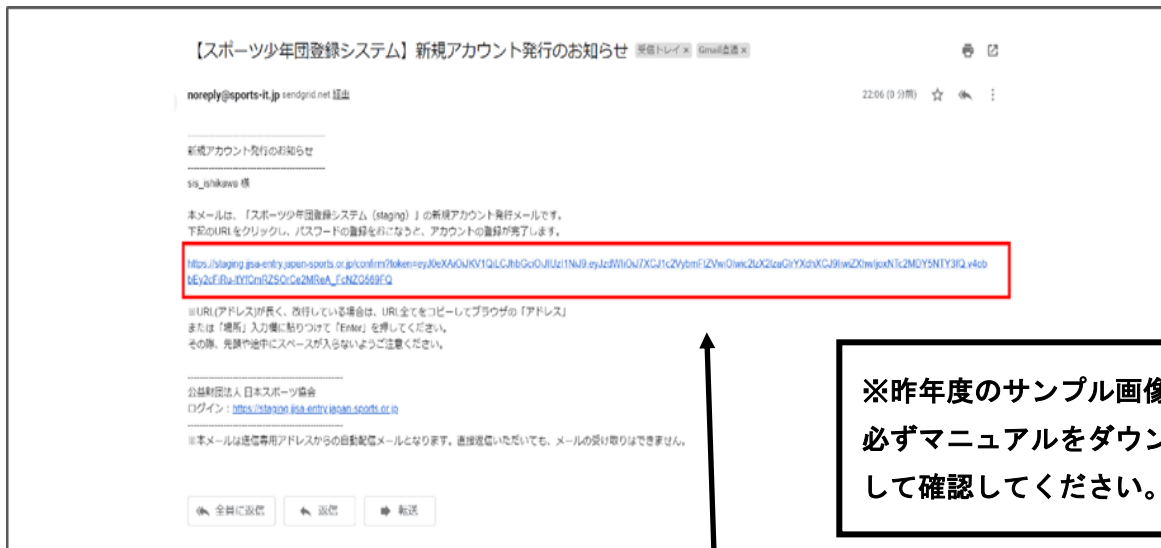 【スポーツ少年団登録システム】新規アカウント発行のお知らせ 受信トレイ × Gmail直通 ×
noreply@sports-it.jp sendgrid.net 経由
22:06 (0 分前)
新規アカウント発行のお知らせ
sis_ishikawa 様
本メールは、「スポーツ少年団登録システム（staging）」の新規アカウント発行メールです。
下記のURLをクリックし、パスワードの登録をおこなうと、アカウントの登録が完了します。
※URL(アドレス)が長く、改行している場合は、URL全てをコピーしてブラウザの「アドレス」
または「場所」入力欄に貼りつけて「Enter」を押してください。
その際、先頭や途中にスペースが入らないようご注意ください。
公益財団法人 日本スポーツ協会
ログイン：https://staging.jjsa-entry.japan-sports.or.jp
※本メールは送信専用アドレスからの自動配信メールとなります。直接返信いただいても、メールの受け取りはできません。
全員に返信 返信 転送
※昨年度のサンプル画像
必ずマニュアルをダウン
して確認してください。